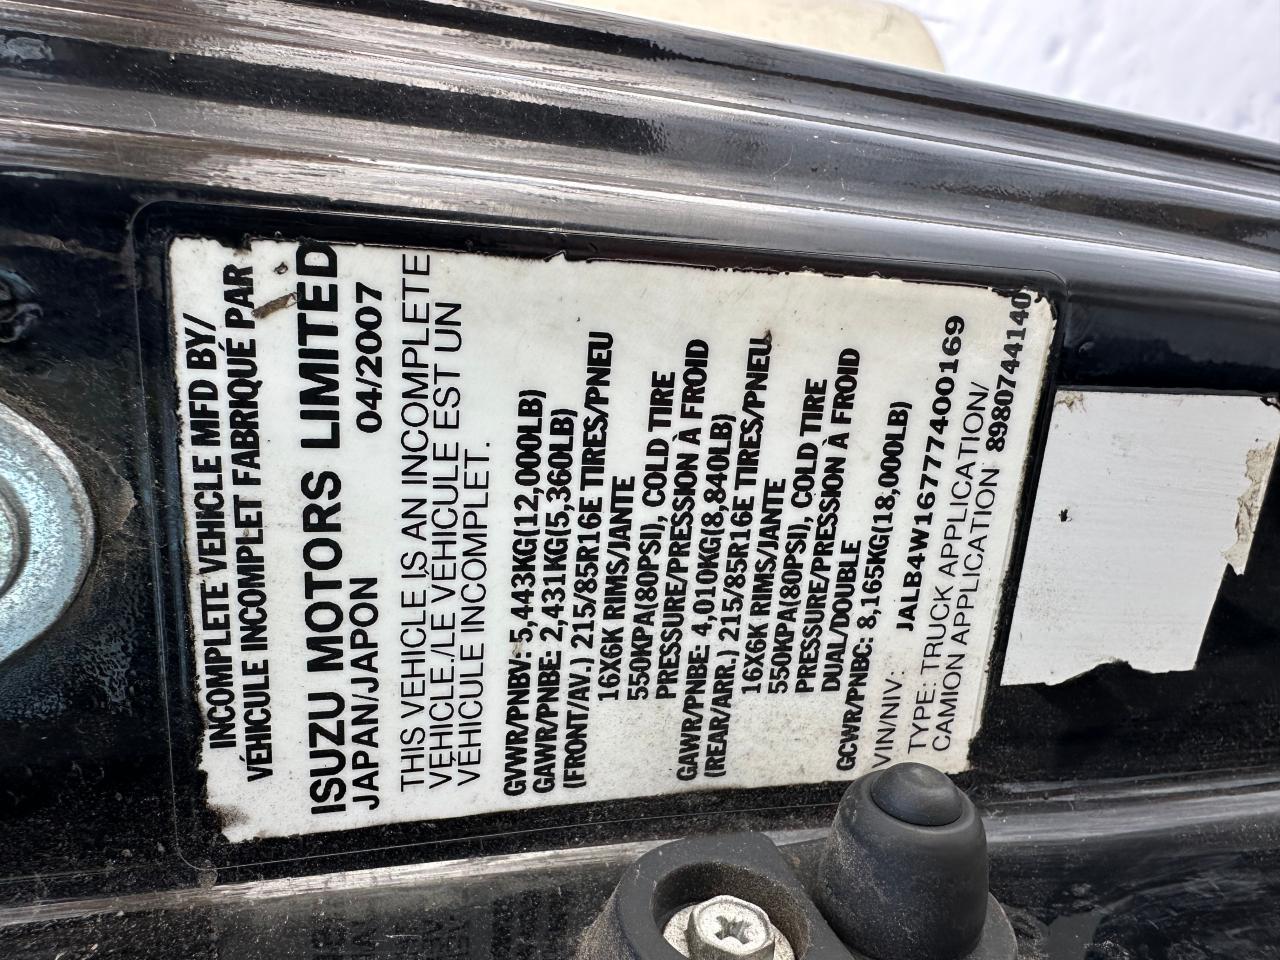 INCOMPLETE VEHICLE MFD BY/
VÉHICULE INCOMPLET FABRIQUÉ PAR
ISUZU MOTORS LIMITED
JAPAN/JAPON 04/2007
THIS VEHICLE IS AN INCOMPLETE
VEHICLE./LE VEHICULE EST UN
VÉHICULE INCOMPLET.
GVWR/PNBV: 5,443KG(12,000LB)
GAWR/PNBE: 2,431KG(5,360LB)
(FRONT/AV.) 215/85R16E TIRES/PNEU
16X6K RIMS/JANTE
550KPA(80PSI), COLD TIRE
PRESSURE/PRESSION À FROID
GAWR/PNBE: 4,010KG(8,840LB)
(REAR/ARR.) 215/85R16E TIRES/PNEU
16X6K RIMS/JANTE
550KPA(80PSI), COLD TIRE
PRESSURE/PRESSION À FROID
DUAL/DOUBLE
GCWR/PNBC: 8,165KG(18,000LB)
VIN/NIV: JALB4W16777400169
TYPE: TRUCK APPLICATION/
CAMION APPLICATION 8980744140